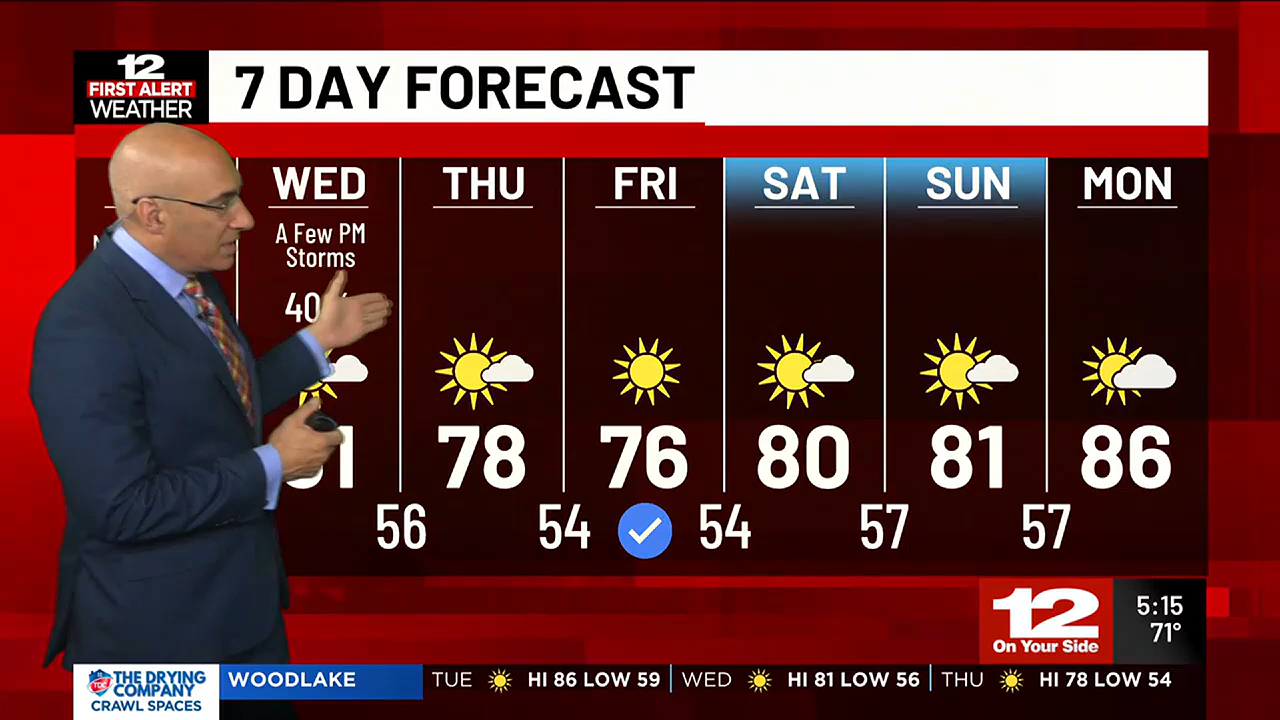 12
FIRST ALERT
WEATHER
7 DAY FORECAST
WED
A Few PM
Storms
THU
78
FRI
76
SAT
80
SUN
81
MON
86
56
54
54
57
57
12
On Your Side
5:15
71°
THE DRYING
COMPANY
CRAWL SPACES
WOODLAKE
TUE HI 86 LOW 59 WED HI 81 LOW 56 THU HI 78 LOW 54